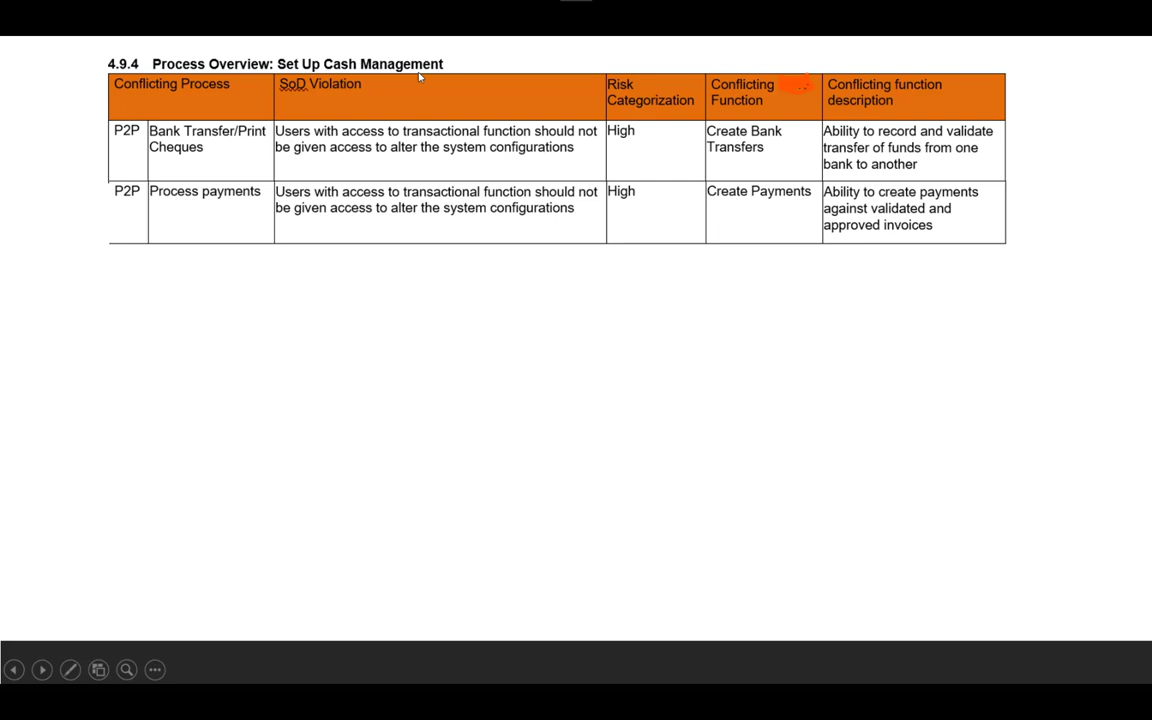 4.9.4 Process Overview: Set Up Cash Management
Conflicting Process
SoD Violation
Risk
Categorization
Conflicting
Function
Conflicting function
description
P2P
Bank Transfer/Print
Cheques
Users with access to transactional function should not
be given access to alter the system configurations
High
Create Bank
Transfers
Ability to record and validate
transfer of funds from one
bank to another
P2P
Process payments
Users with access to transactional function should not
be given access to alter the system configurations
High
Create Payments
Ability to create payments
against validated and
approved invoices